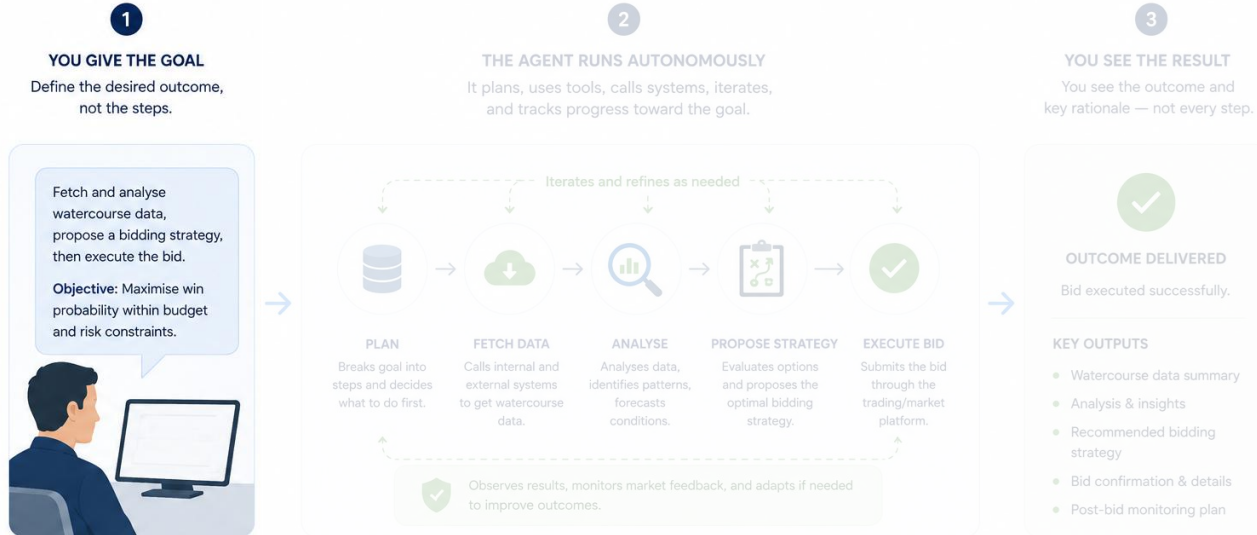 1
YOU GIVE THE GOAL
Define the desired outcome,
not the steps.
Fetch and analyse
watercourse data,
propose a bidding strategy,
then execute the bid.
Objective: Maximise win
probability within budget
and risk constraints.
2
THE AGENT RUNS AUTONOMOUSLY
It plans, uses tools, calls systems, iterates,
and tracks progress toward the goal.
Iterates and refines as needed
PLAN
Breaks goal into
steps and decides
what to do first.
FETCH DATA
Calls internal and
external systems
to get watercourse
data.
ANALYSE
Analyses data,
identifies patterns,
forecasts
conditions.
PROPOSE STRATEGY
Evaluates options
and proposes the
optimal bidding
strategy.
EXECUTE BID
Submits the bid
through the
trading/market
platform.
Observes results, monitors market feedback, and adapts if needed
to improve outcomes.
3
YOU SEE THE RESULT
You see the outcome and
key rationale — not every step.
OUTCOME DELIVERED
Bid executed successfully.
KEY OUTPUTS
Watercourse data summary
Analysis & insights
Recommended bidding
strategy
Bid confirmation & details
Post-bid monitoring plan